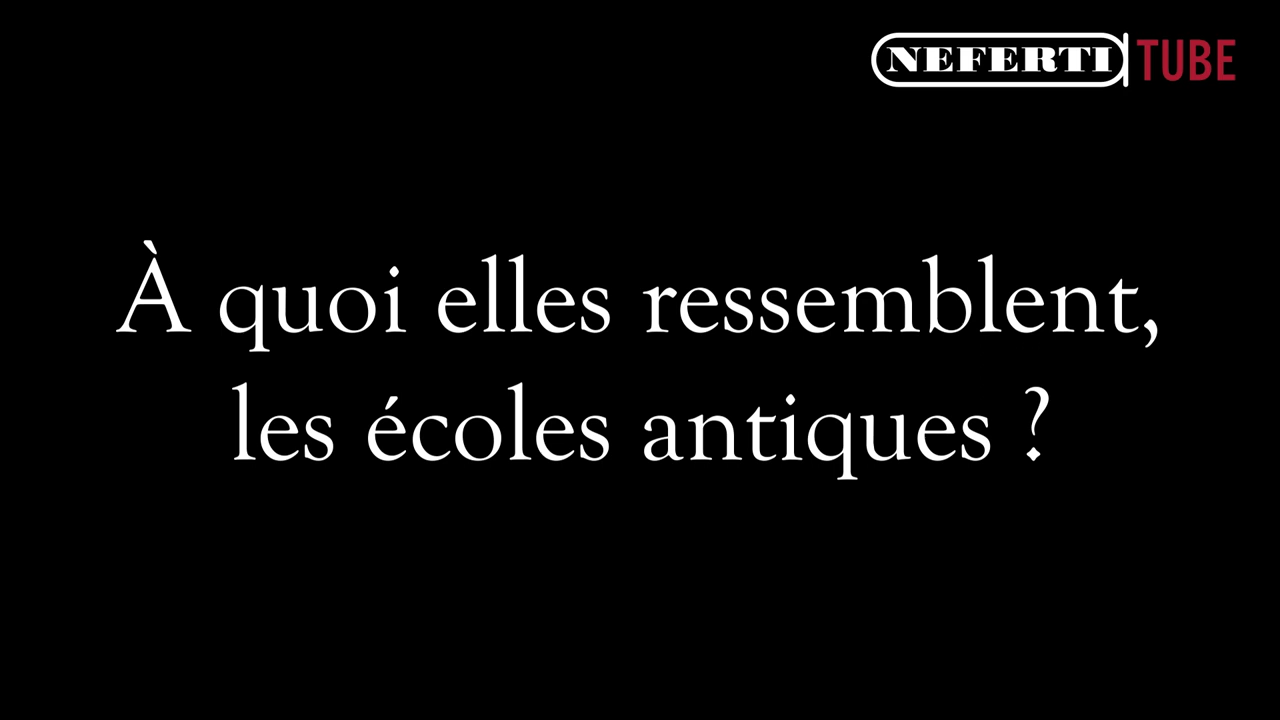 NEFERTI TUBE
À quoi elles ressemblent,
les écoles antiques ?